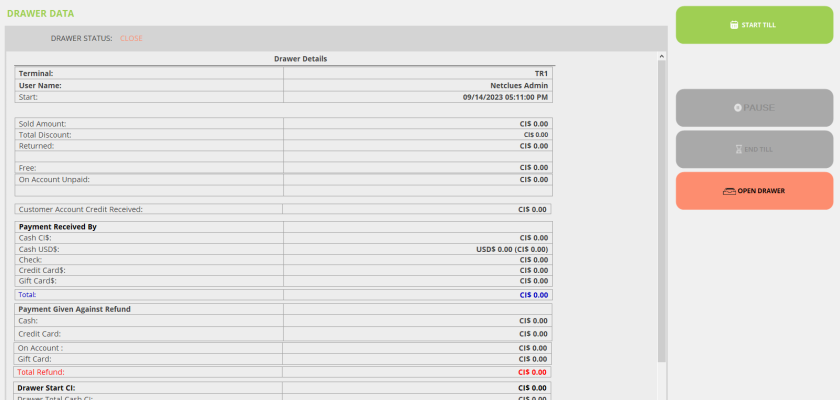 DRAWER DATA
DRAWER STATUS: CLOSE
START TILL
PAUSE
END TILL
OPEN DRAWER
Drawer Details
Terminal: TR1
User Name: Netclues Admin
Start: 09/14/2023 05:11:00 PM
Sold Amount: CI$ 0.00
Total Discount: CI$ 0.00
Returned: CI$ 0.00
Free: CI$ 0.00
On Account Unpaid: CI$ 0.00
Customer Account Credit Received: CI$ 0.00
Payment Received By
Cash CI$: CI$ 0.00
Cash USD$: USD$ 0.00 (CI$ 0.00)
Check: CI$ 0.00
Credit Card$: CI$ 0.00
Gift Card$: CI$ 0.00
Total: CI$ 0.00
Payment Given Against Refund
Cash: CI$ 0.00
Credit Card: CI$ 0.00
On Account : CI$ 0.00
Gift Card: CI$ 0.00
Total Refund: CI$ 0.00
Drawer Start CI: CI$ 0.00
Drawer Total Cash CI: CI$ 0.00